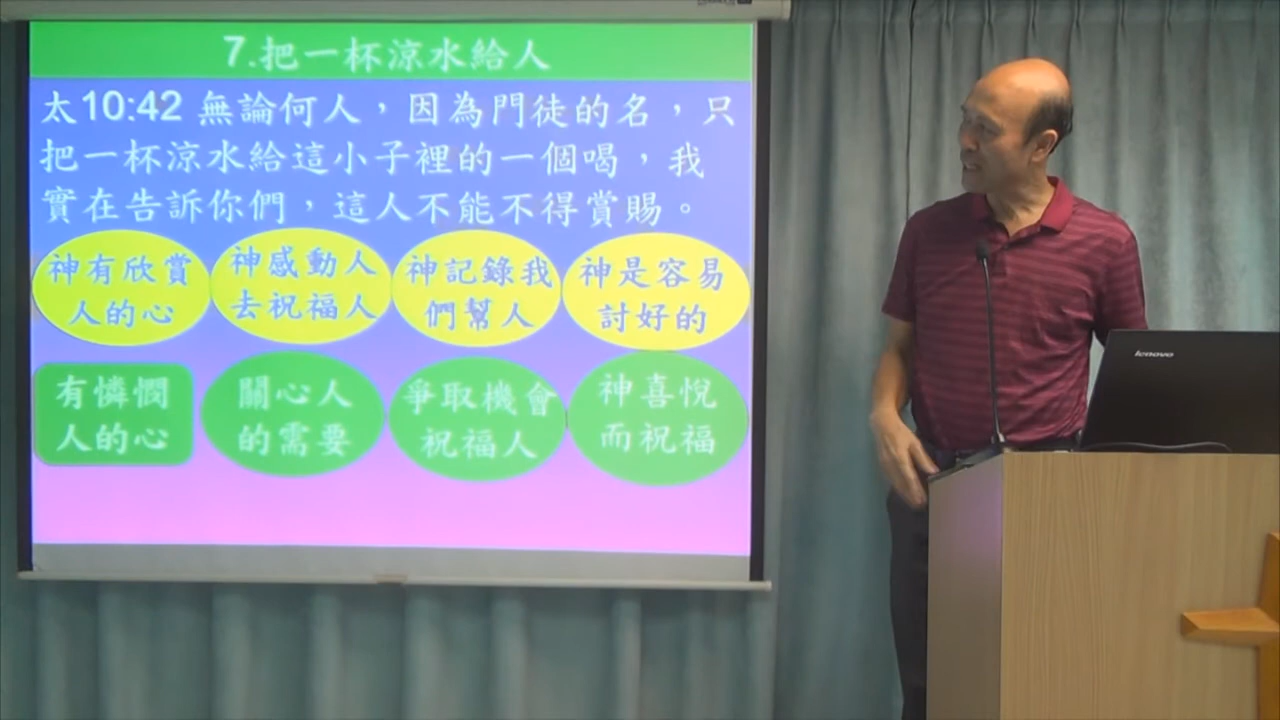 7.把一杯涼水給人
太10:42 無論何人，因為門徒的名，只
把一杯涼水給這小子裡的一個喝，我
實在告訴你們，這人不能不得賞賜。
神有欣賞
人的心
神感動人
去祝福人
神記錄我
們幫人
神是容易
討好的
有憐憫
人的心
關心人
的需要
爭取機會
祝福人
神喜悅
而祝福
lenovo